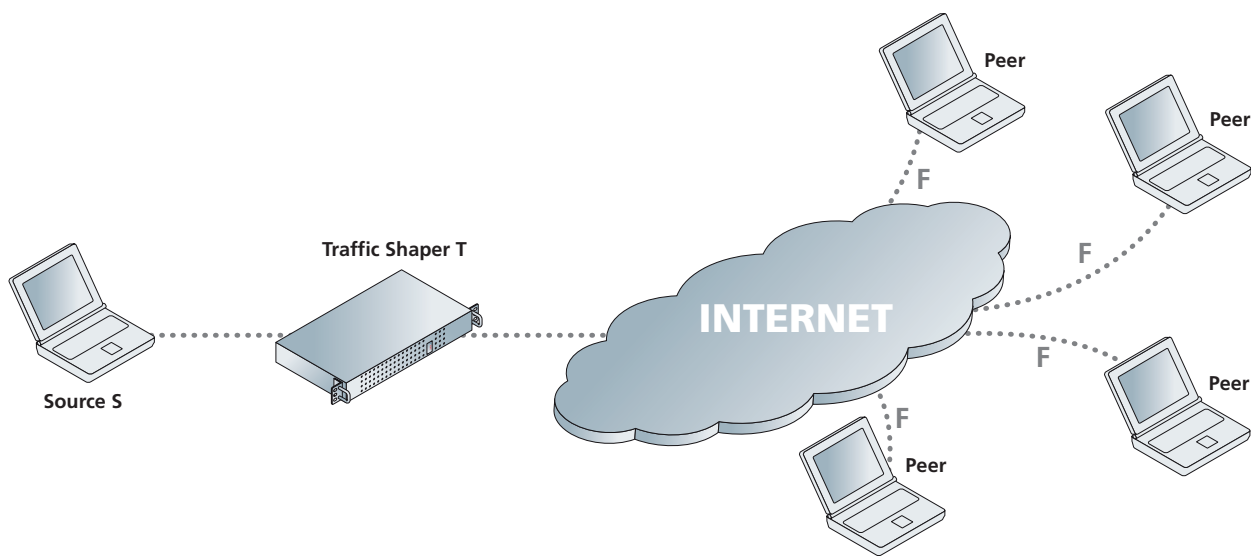 Peer
Peer
F
Traffic Shaper T
F
INTERNET
F
Source S
Peer
F
Peer